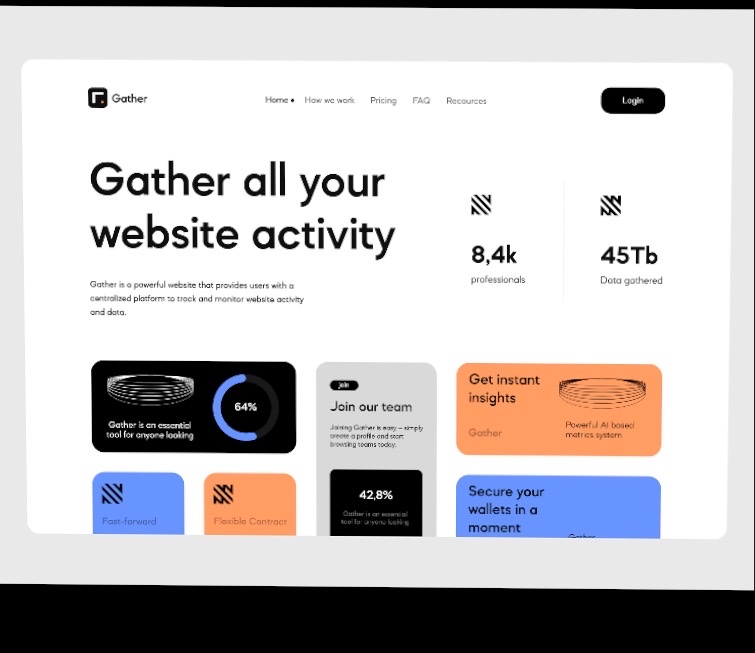 Gather
Home • How we work Pricing FAQ Recources
Login
Gather all your
website activity
Gather is a powerful website that provides users with a
centralized platform to track and monitor website activity
and data.
8,4k
professionals
45Tb
Data gathered
Gather is an essential
tool for anyone looking
64%
join
Join our team
Joining Gather is easy – simply
create a profile and start
browsing teams today.
42,8%
Gather is an essential
tool for anyone looking
Get instant
insights
Gather
Powerful AI based
metrics system
Fast-forward
Flexible Contract
Secure your
wallets in a
moment
Gather